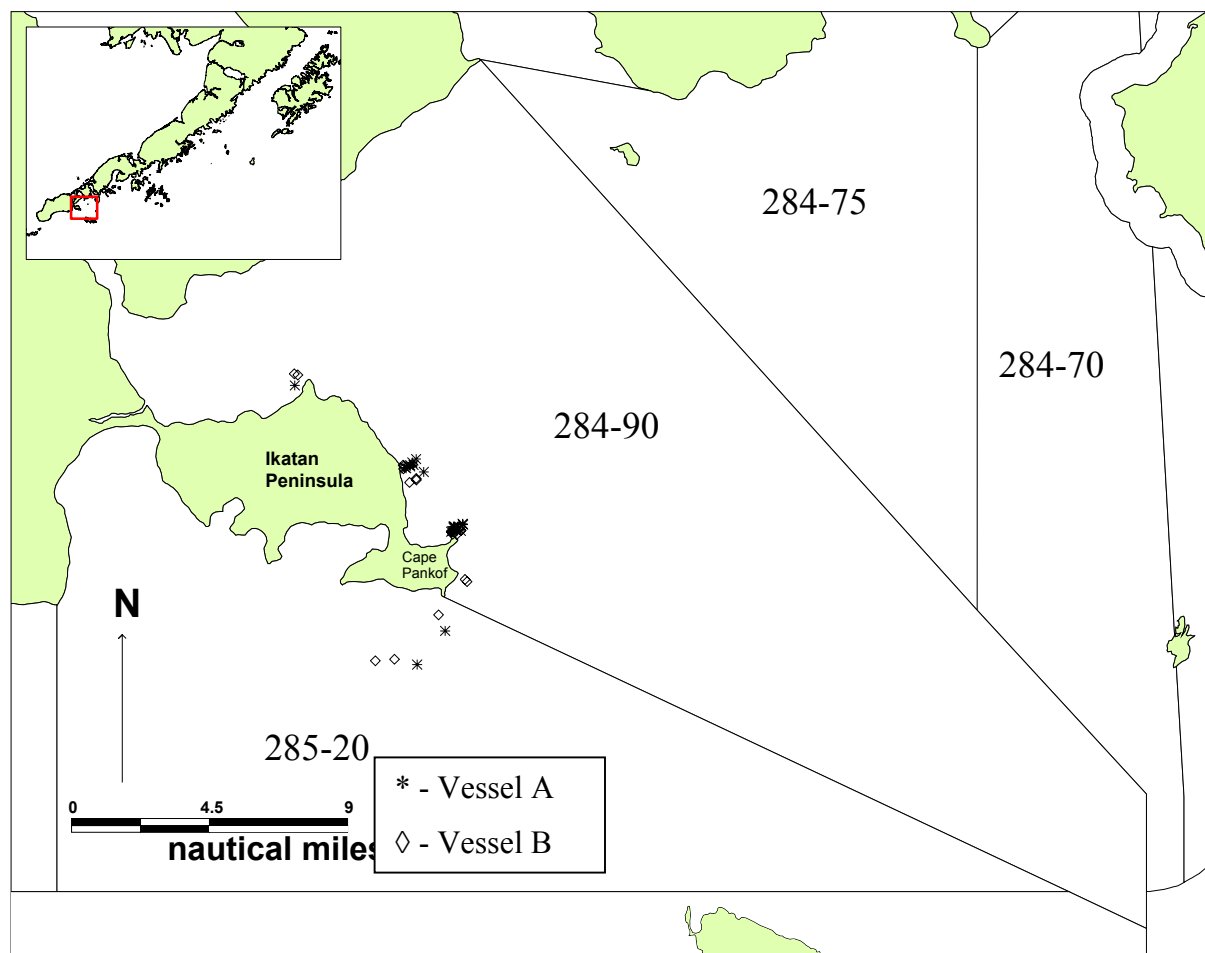 284-75
284-70
284-90
Ikatan
Peninsula
Cape
Pankof
N
285-20
0 4.5 9
nautical miles
* - Vessel A
◊ - Vessel B